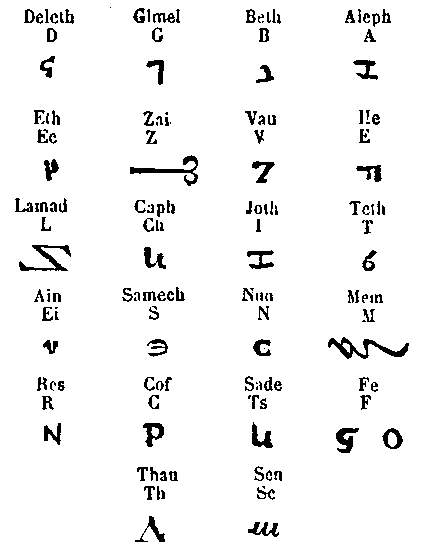 Deleth Gimel Beth Aleph
D G B A
Eth Zai. Vau He
Ee Z V E
Lamad Caph Joth Teth
L Ch I T
Ain Samech Nun Mem
Ei S N M
Res Cof Sade Fe
R C Ts F
Thau Sen
Th Se